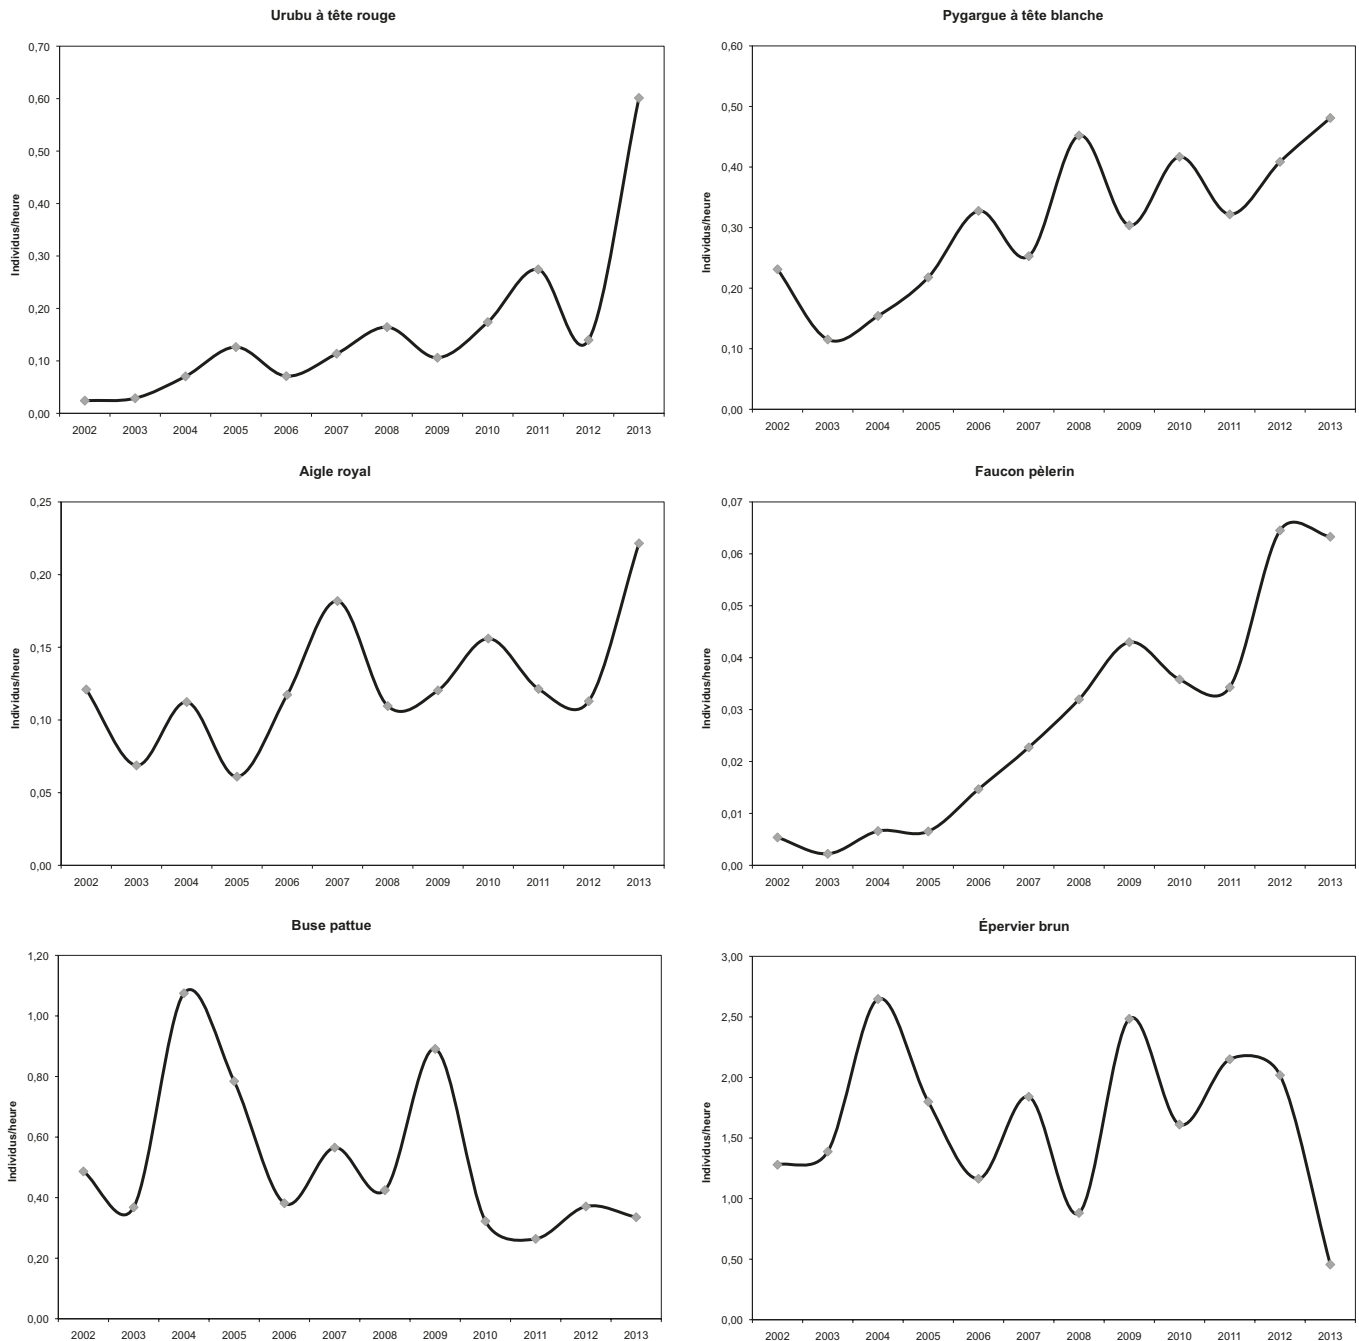 Urubu à tête rouge
0,70
0,60
0,50
0,40
0,30
0,20
0,10
0,00
Individus/heure
2002 2003 2004 2005 2006 2007 2008 2009 2010 2011 2012 2013
Pygargue à tête blanche
0,60
0,50
0,40
0,30
0,20
0,10
0,00
Individus/heure
2002 2003 2004 2005 2006 2007 2008 2009 2010 2011 2012 2013
Aigle royal
0,25
0,20
0,15
0,10
0,05
0,00
Individus/heure
2002 2003 2004 2005 2006 2007 2008 2009 2010 2011 2012 2013
Faucon pèlerin
0,07
0,06
0,05
0,04
0,03
0,02
0,01
0,00
Individus/heure
2002 2003 2004 2005 2006 2007 2008 2009 2010 2011 2012 2013
Buse pattue
1,20
1,00
0,80
0,60
0,40
0,20
0,00
Individus/heure
2002 2003 2004 2005 2006 2007 2008 2009 2010 2011 2012 2013
Épervier brun
3,00
2,50
2,00
1,50
1,00
0,50
0,00
Individus/heure
2002 2003 2004 2005 2006 2007 2008 2009 2010 2011 2012 2013